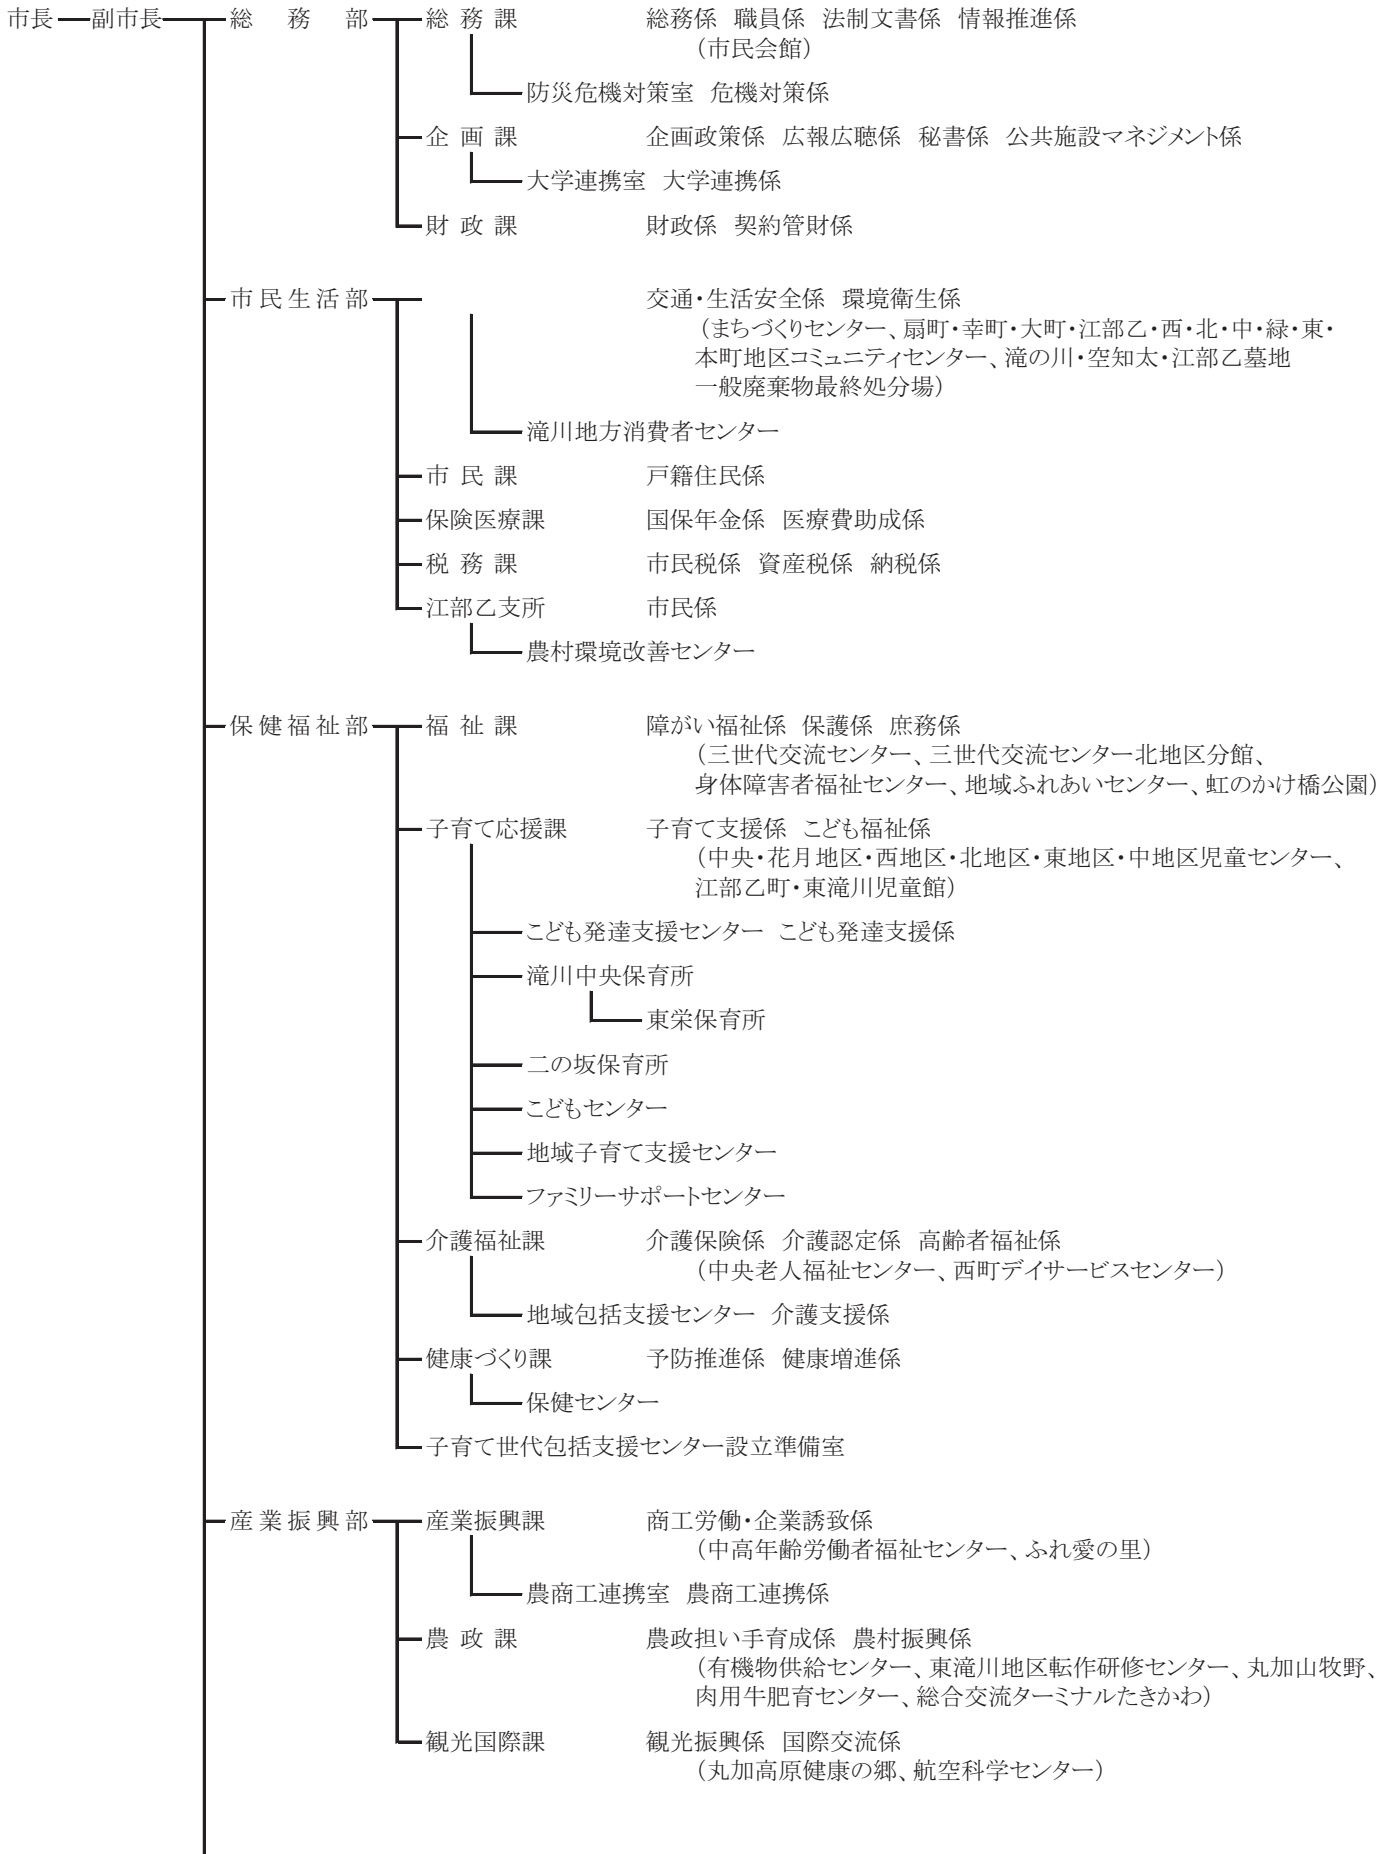 市長 副市長 総務部 総務課 総務係 職員係 法制文書係 情報推進係
（市民会館）
防災危機対策室 危機対策係
企画課 企画政策係 広報広聴係 秘書係 公共施設マネジメント係
大学連携室 大学連携係
財政課 財政係 契約管財係
市民生活部 交通・生活安全係 環境衛生係
（まちづくりセンター、扇町・幸町・大町・江部乙・西・北・中・緑・東・
本町地区コミュニティセンター、滝の川・空知太・江部乙墓地
一般廃棄物最終処分場）
滝川地方消費者センター
市民課 戸籍住民係
保険医療課 国保年金係 医療費助成係
税務課 市民税係 資産税係 納税係
江部乙支所 市民係
農村環境改善センター
保健福祉部 福祉課 障がい福祉係 保護係 庶務係
（三世代交流センター、三世代交流センター北地区分館、
身体障害者福祉センター、地域ふれあいセンター、虹のかけ橋公園）
子育て応援課 子育て支援係 こども福祉係
（中央・花月地区・西地区・北地区・東地区・中地区児童センター、
江部乙町・東滝川児童館）
こども発達支援センター こども発達支援係
滝川中央保育所
東栄保育所
二の坂保育所
こどもセンター
地域子育て支援センター
ファミリーサポートセンター
介護福祉課 介護保険係 介護認定係 高齢者福祉係
（中央老人福祉センター、西町デイサービスセンター）
地域包括支援センター 介護支援係
健康づくり課 予防推進係 健康増進係
保健センター
子育て世代包括支援センター設立準備室
産業振興部 産業振興課 商工労働・企業誘致係
（中高年齢労働者福祉センター、ふれ愛の里）
農商工連携室 農商工連携係
農政課 農政担い手育成係 農村振興係
（有機物供給センター、東滝川地区転作研修センター、丸加山牧野、
肉用牛肥育センター、総合交流ターミナルたきかわ）
観光国際課 観光振興係 国際交流係
（丸加高原健康の郷、航空科学センター）